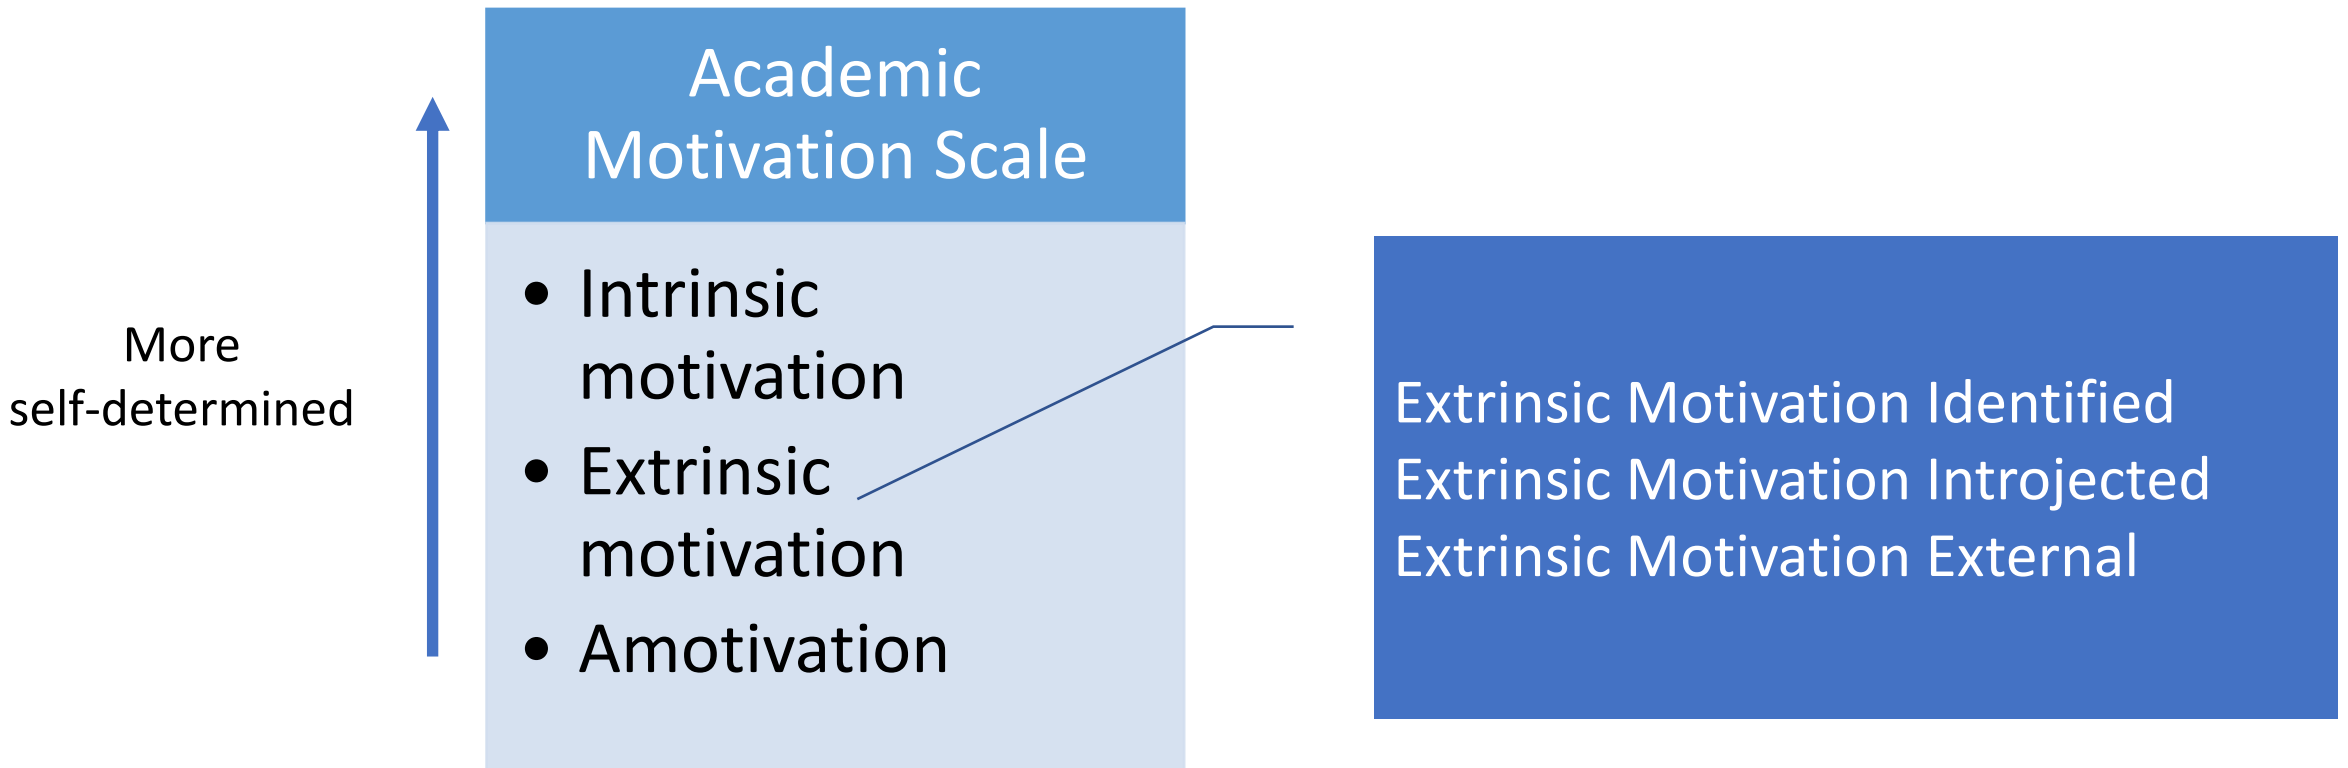 Academic
Motivation Scale
More
self-determined
• Intrinsic
motivation
• Extrinsic
motivation
• Amotivation
Extrinsic Motivation Identified
Extrinsic Motivation Introjected
Extrinsic Motivation External